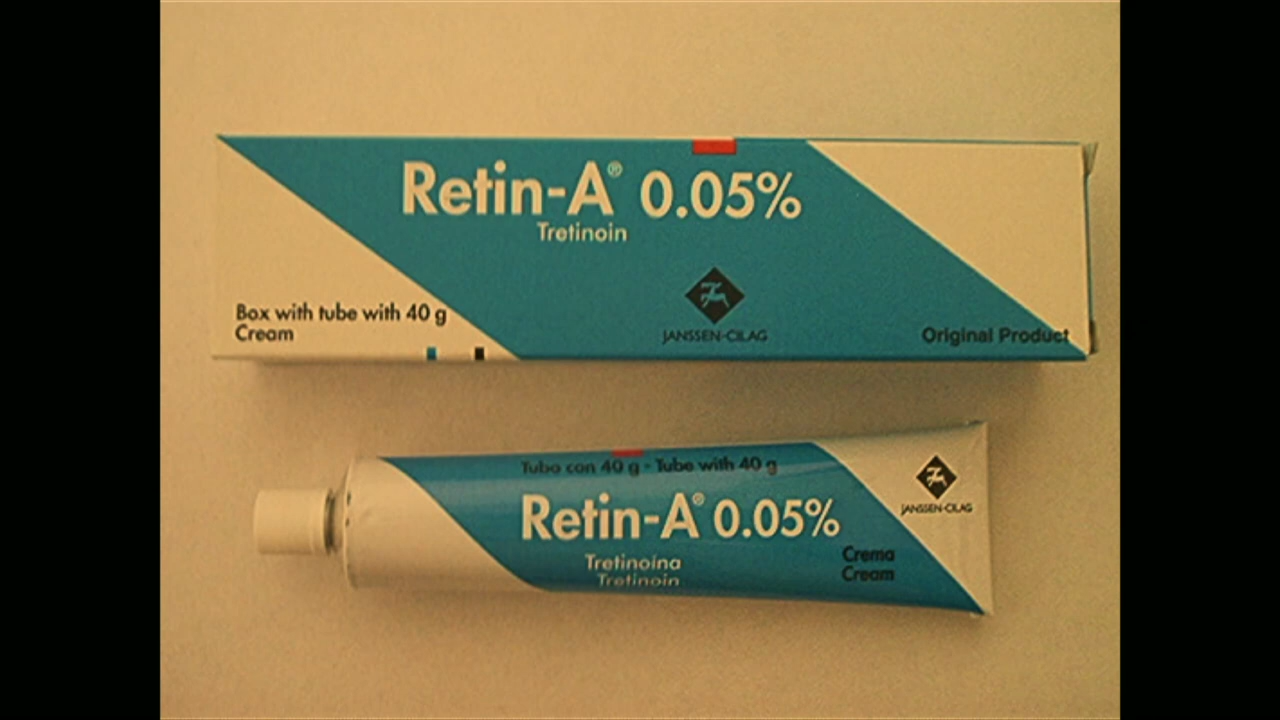 Retin-A® 0.05%
Tretinoin
Box with tube with 40 g
Cream
JANSSEN-CILAG
Original Product
Tubo con 40 g - Tube with 40 g
Retin-A® 0.05%
Tretinoína
Tretinoin
Crema
Cream
JANSSEN-CILAG